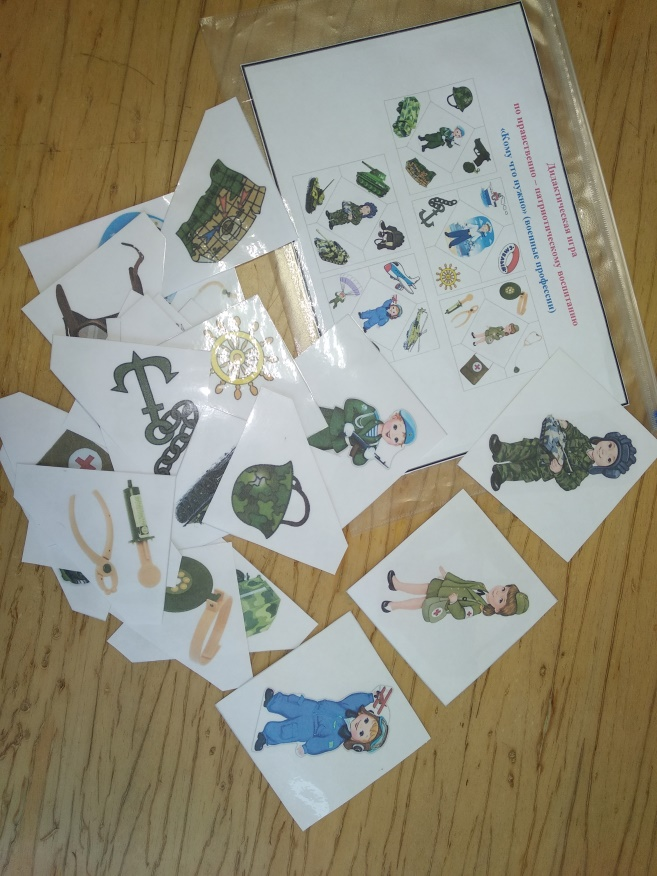 Дидактическая игра
по нравственно – патриотическому воспитанию
«Кому что нужно» (военные профессии)